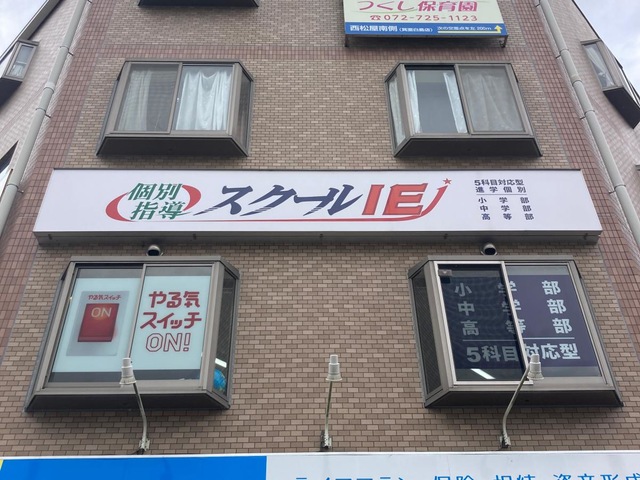 つくし保育園
☎072-725-1123
西松屋南側
個別
指導
スクールIE
5科目対応型
進学個別
小学部
中学部
高等部
やる気スイッチ
ON
やる気
スイッチ
ON!
小学部
中学部
高等部
5科目対応型